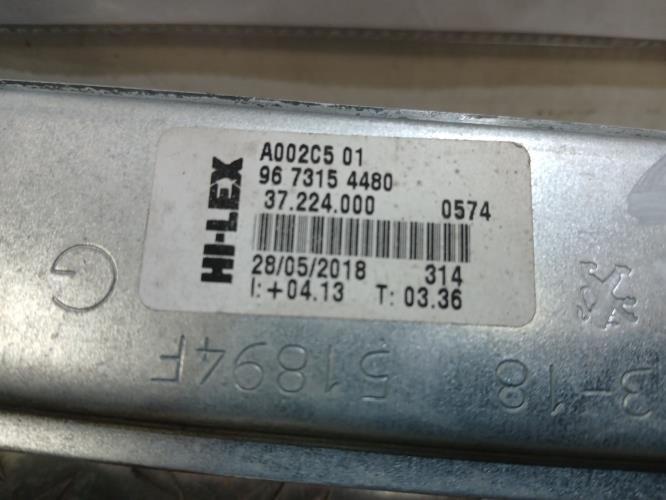 HI-LEX
A002C5 01
96 7315 4480
37.224.000 0574
28/05/2018 314
I: +04.13 T: 03.36
G
51894F
3-18